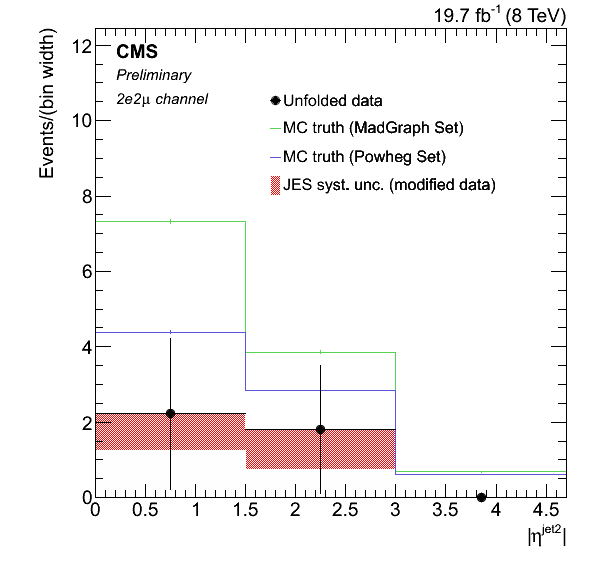 19.7 fb⁻¹ (8 TeV)
CMS
Preliminary
2e2μ channel
Unfolded data
MC truth (MadGraph Set)
MC truth (Powheg Set)
JES syst. unc. (modified data)
Events/(bin width)
12
10
8
6
4
2
0
0 0.5 1 1.5 2 2.5 3 3.5 4 4.5
|η^jet2|